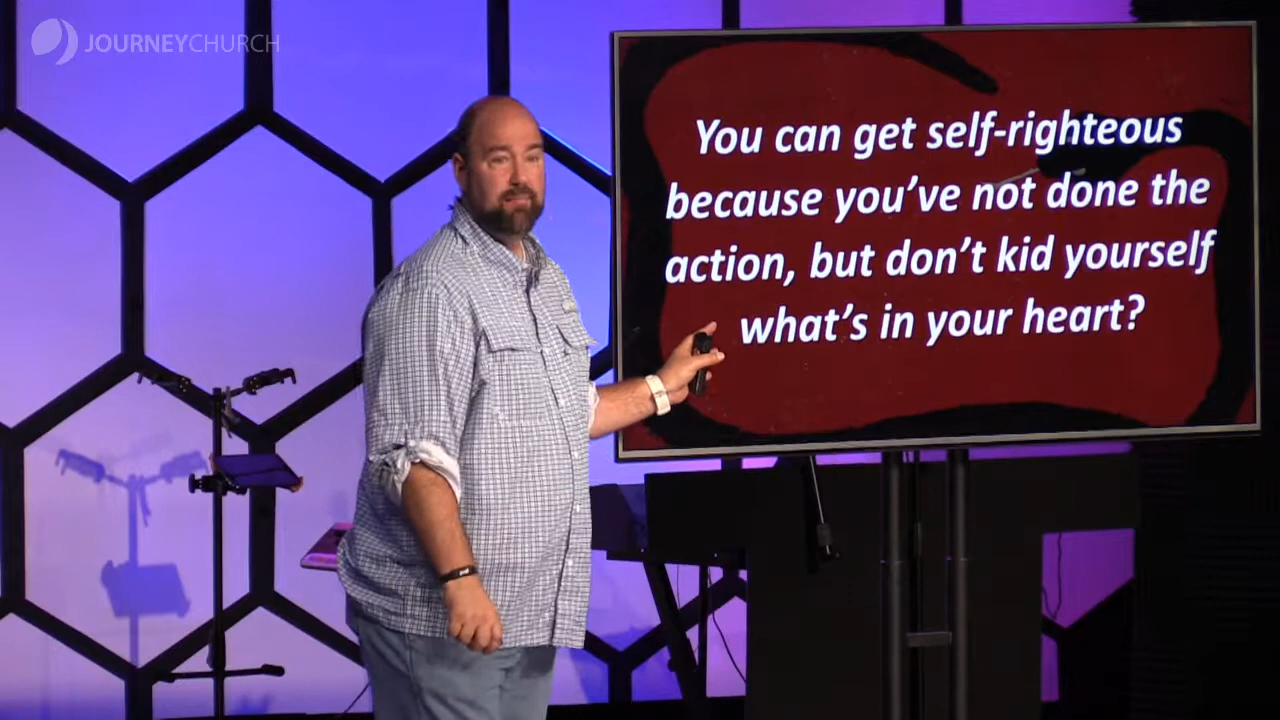 JOURNEYCHURCH
You can get self-righteous
because you've not done the
action, but don't kid yourself
what's in your heart?